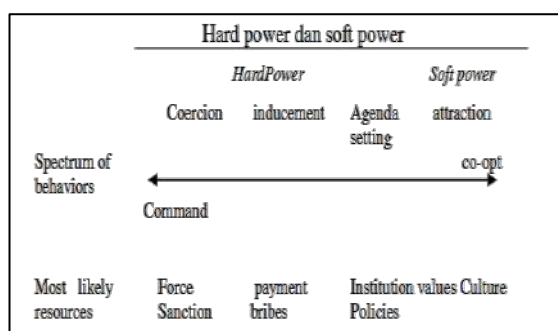 Hard power dan soft power
HardPower Soft power
Coercion inducement Agenda attraction
setting
Spectrum of co-opt
behaviors
Command
Most likely Force payment Institution values Culture
resources Sanction bribes Policies